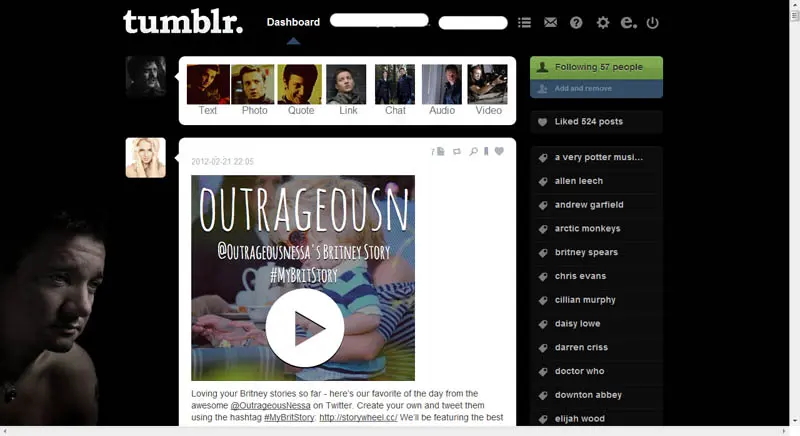 tumblr.
Dashboard
e.
Text Photo Quote Link Chat Audio Video
Following 57 people
Add and remove
Liked 524 posts
2012-02-21 22:05
OUTRAGEOUSN
@OUTRAGEOUSNESSA'S BRITNEY STORY
#MYBRITSTORY
Loving your Britney stories so far - here's our favorite of the day from the
awesome @OutrageousNessa on Twitter. Create your own and tweet them
using the hashtag #MyBritStory: http://storywheel.cc/ We'll be featuring the best
a very potter musi…
allen leech
andrew garfield
arctic monkeys
britney spears
chris evans
cillian murphy
daisy lowe
darren criss
doctor who
downton abbey
elijah wood